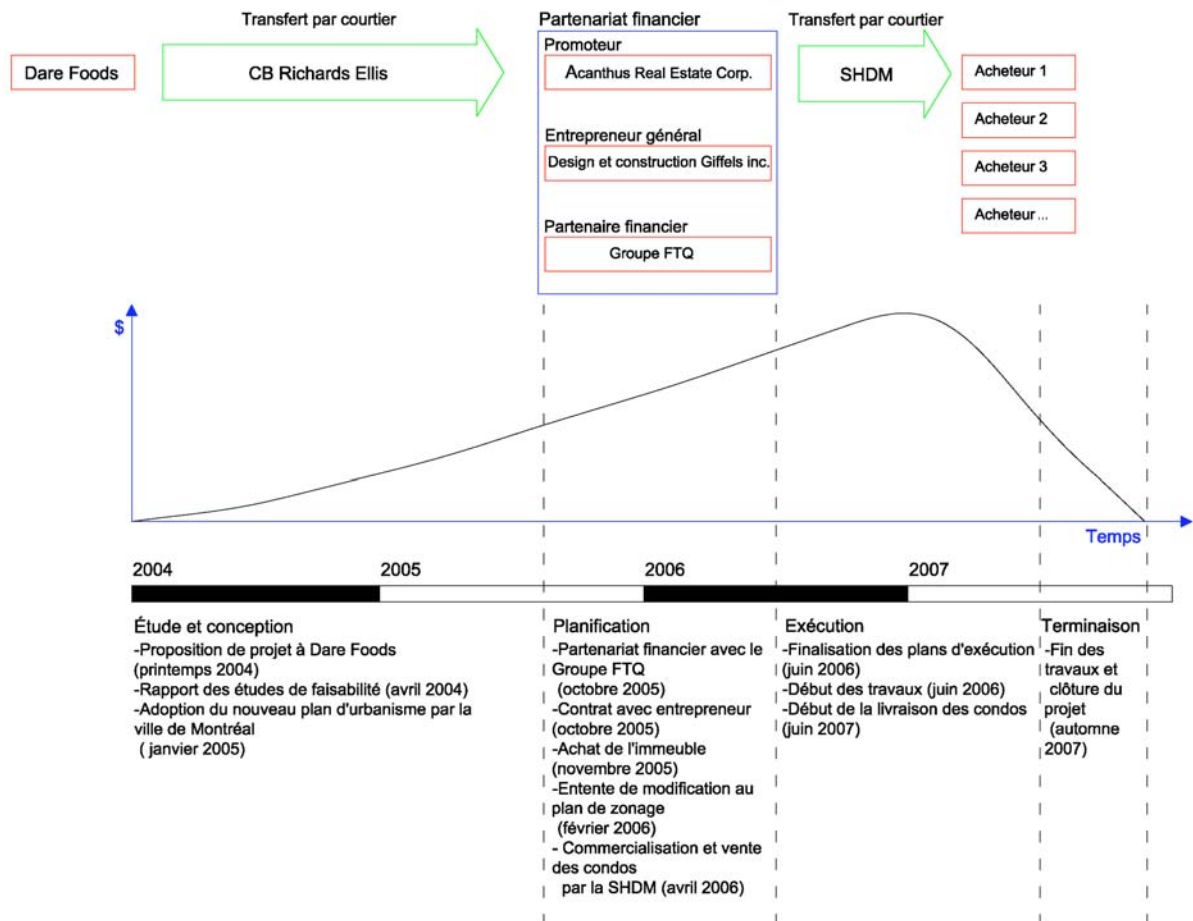 Transfert par courtier
Partenariat financier
Transfert par courtier
Dare Foods
CB Richards Ellis
Promoteur
Acanthus Real Estate Corp.
SHDM
Acheteur 1
Acheteur 2
Entrepreneur général
Design et construction Giffels inc.
Acheteur 3
Acheteur ...
Partenaire financier
Groupe FTQ
$
Temps
2004
2005
2006
2007
Étude et conception
-Proposition de projet à Dare Foods
(printemps 2004)
-Rapport des études de faisabilité (avril 2004)
-Adoption du nouveau plan d'urbanisme par la
ville de Montréal
( janvier 2005)
Planification
-Partenariat financier avec le
Groupe FTQ
(octobre 2005)
-Contrat avec entrepreneur
(octobre 2005)
-Achat de l'immeuble
(novembre 2005)
-Entente de modification au
plan de zonage
(février 2006)
- Commercialisation et vente
des condos
par la SHDM (avril 2006)
Exécution
-Finalisation des plans d'exécution
(juin 2006)
-Début des travaux (juin 2006)
-Début de la livraison des condos
(juin 2007)
Terminaison
-Fin des
travaux et
clôture du
projet
(automne
2007)